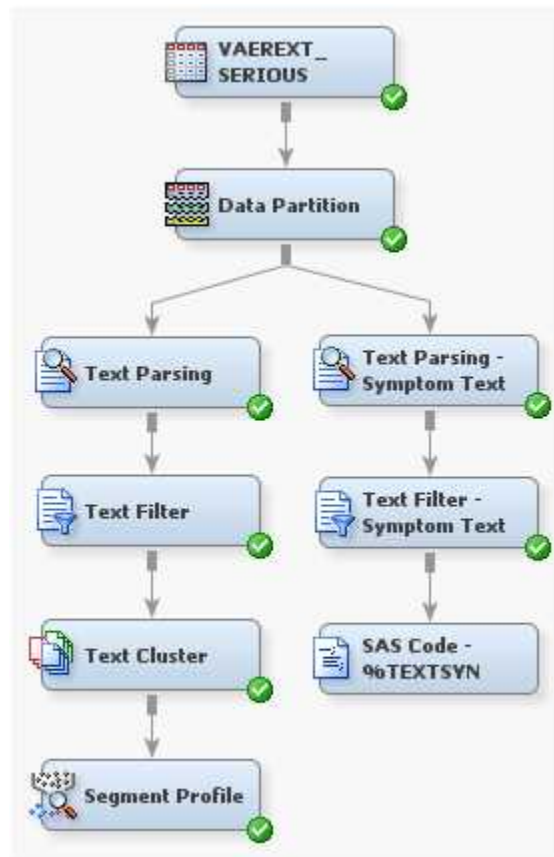 VAEREXT_
SERIOUS
Data Partition
Text Parsing
Text Parsing -
Symptom Text
Text Filter
Text Filter -
Symptom Text
Text Cluster
SAS Code -
%TEXTSYN
Segment Profile